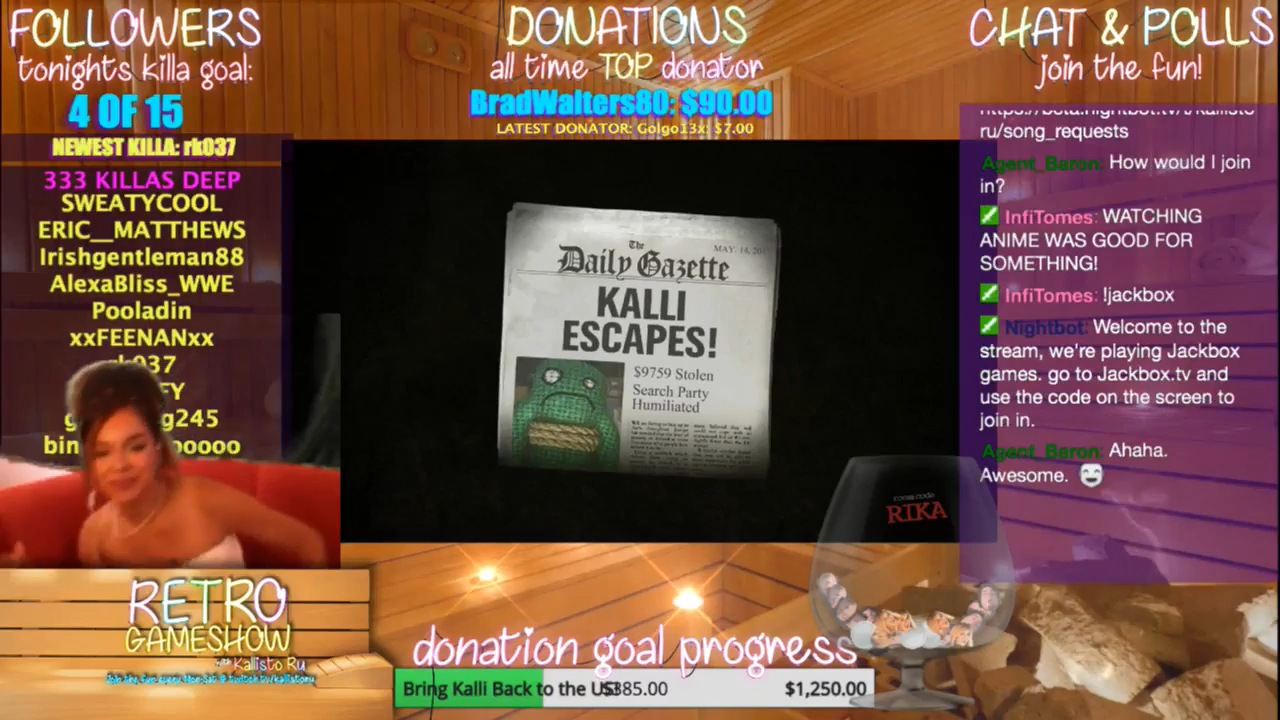 FOLLOWERS
tonights killa goal:
4 OF 15
NEWEST KILLA: rk037
333 KILLAS DEEP
SWEATYCOOL
ERIC__MATTHEWS
Irishgentleman88
AlexaBliss_WWE
Pooladin
xxFEENANxx
DONATIONS
all time TOP donator
BradWalters80: $90.00
LATEST DONATOR: Golgo13x: $7.00
The
Daily Gazette
KALLI
ESCAPES!
$9759 Stolen
Search Party
Humiliated
room code
RIKA
CHAT & POLLS
join the fun!
ru/song_requests
Agent_Baron: How would I join
in?
InfiTomes: WATCHING
ANIME WAS GOOD FOR
SOMETHING!
InfiTomes: !jackbox
Nightbot: Welcome to the
stream, we're playing Jackbox
games. go to Jackbox.tv and
use the code on the screen to
join in.
Agent_Baron: Ahaha.
Awesome.
RETRO
GAMESHOW
with Kallisto Ru
donation goal progress
Bring Kalli Back to the US $385.00 $1,250.00